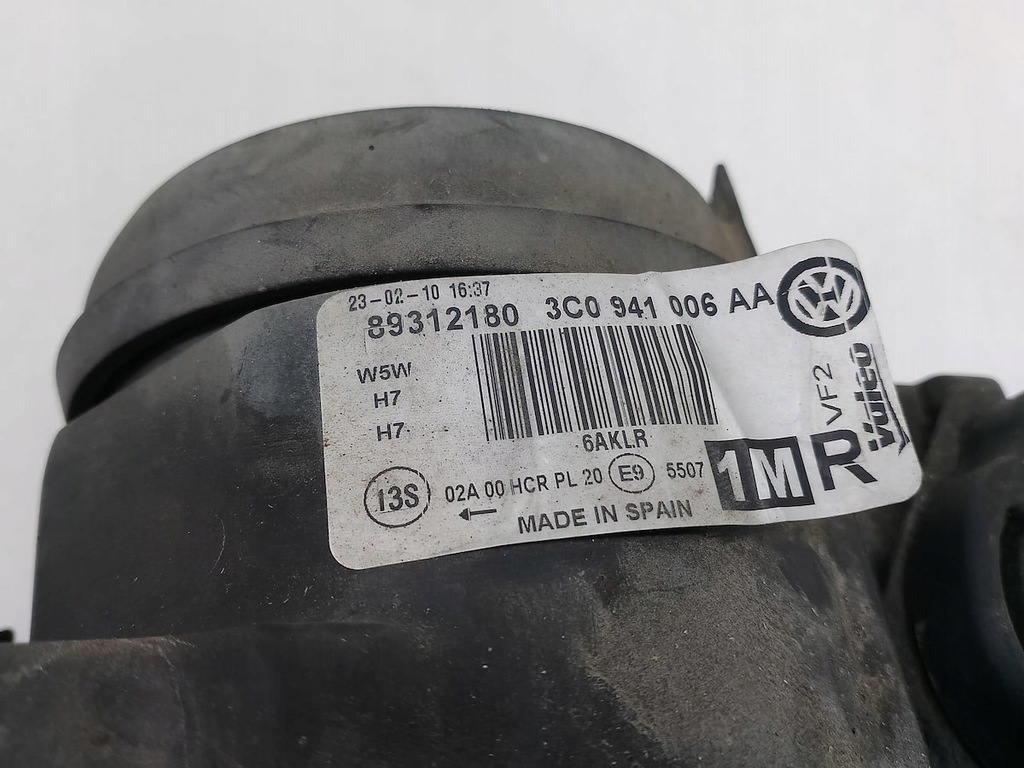 23-02-10 16:37
89312180 3C0 941 006 AA
W5W
H7
H7
6AKLR
13S 02A 00 HCR PL 20 E9 5507
← MADE IN SPAIN
1M R VF2
Valeo